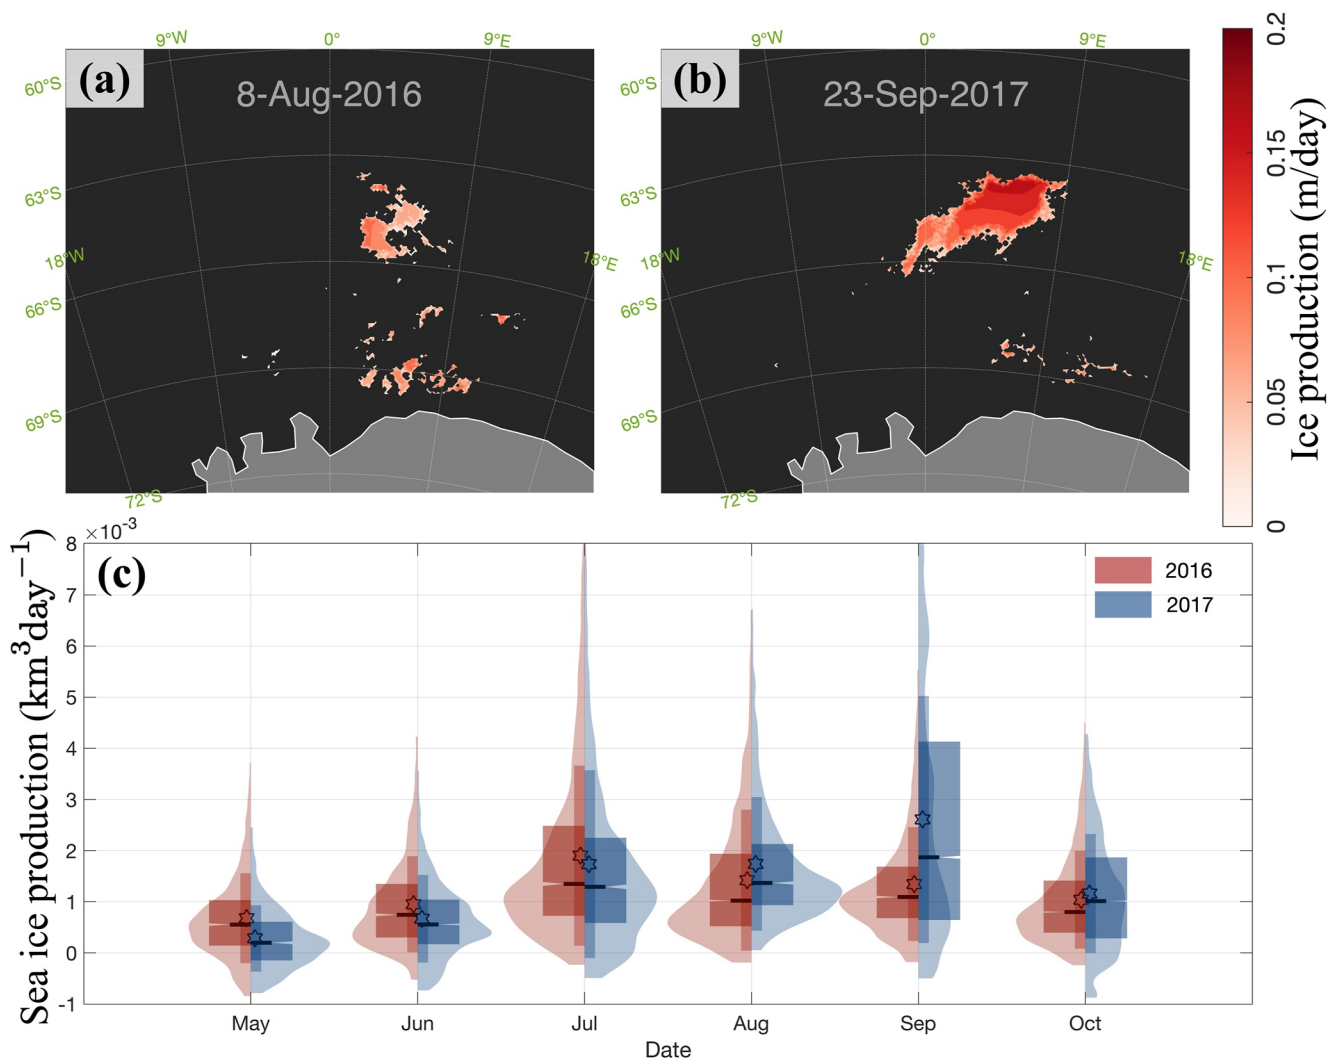 9°W 0° 9°E
(a) 8-Aug-2016
60°S
63°S
18°W 18°E
66°S
69°S
72°S
9°W 0° 9°E
(b) 23-Sep-2017
60°S
63°S
18°W 18°E
66°S
69°S
72°S
0.2
0.15
0.1
0.05
0
Ice production (m/day)
×10⁻³
(c)
Sea ice production (km³day⁻¹)
8
7
6
5
4
3
2
1
0
-1
2016
2017
May Jun Jul Aug Sep Oct
Date